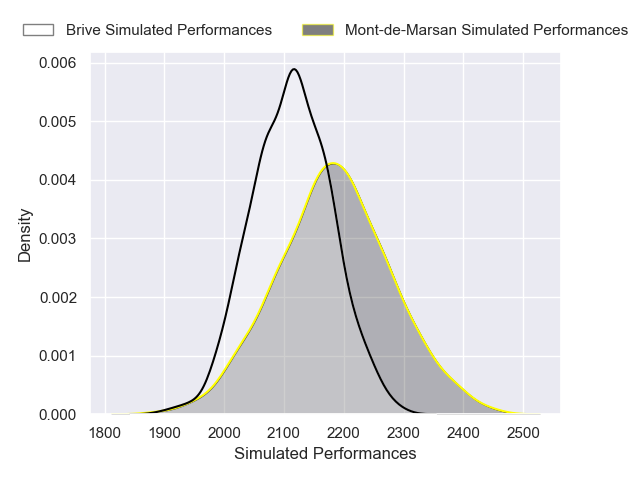 Brive Simulated Performances
Mont-de-Marsan Simulated Performances
0.006
0.005
0.004
0.003
0.002
0.001
0.000
Density
1800 1900 2000 2100 2200 2300 2400 2500
Simulated Performances